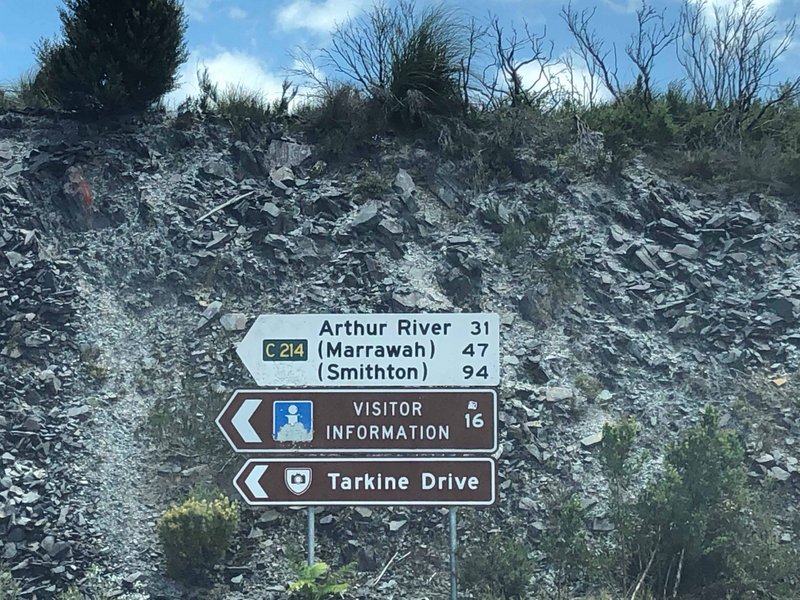 Arthur River 31
C 214 (Marrawah) 47
(Smithton) 94
VISITOR
INFORMATION 16
Tarkine Drive